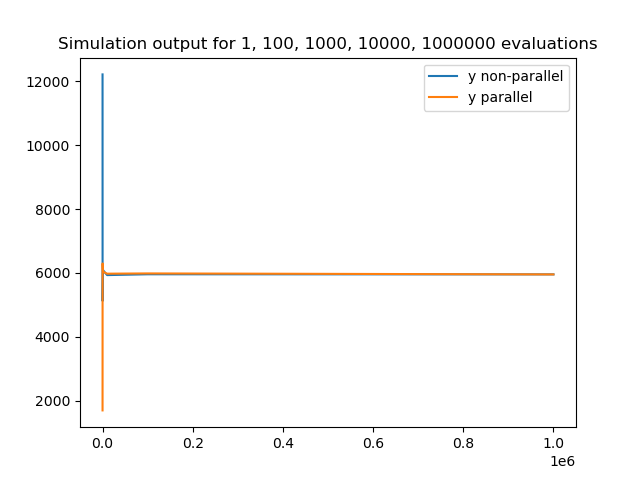 Simulation output for 1, 100, 1000, 10000, 1000000 evaluations
y non-parallel
y parallel
12000
10000
8000
6000
4000
2000
0.0 0.2 0.4 0.6 0.8 1.0
1e6